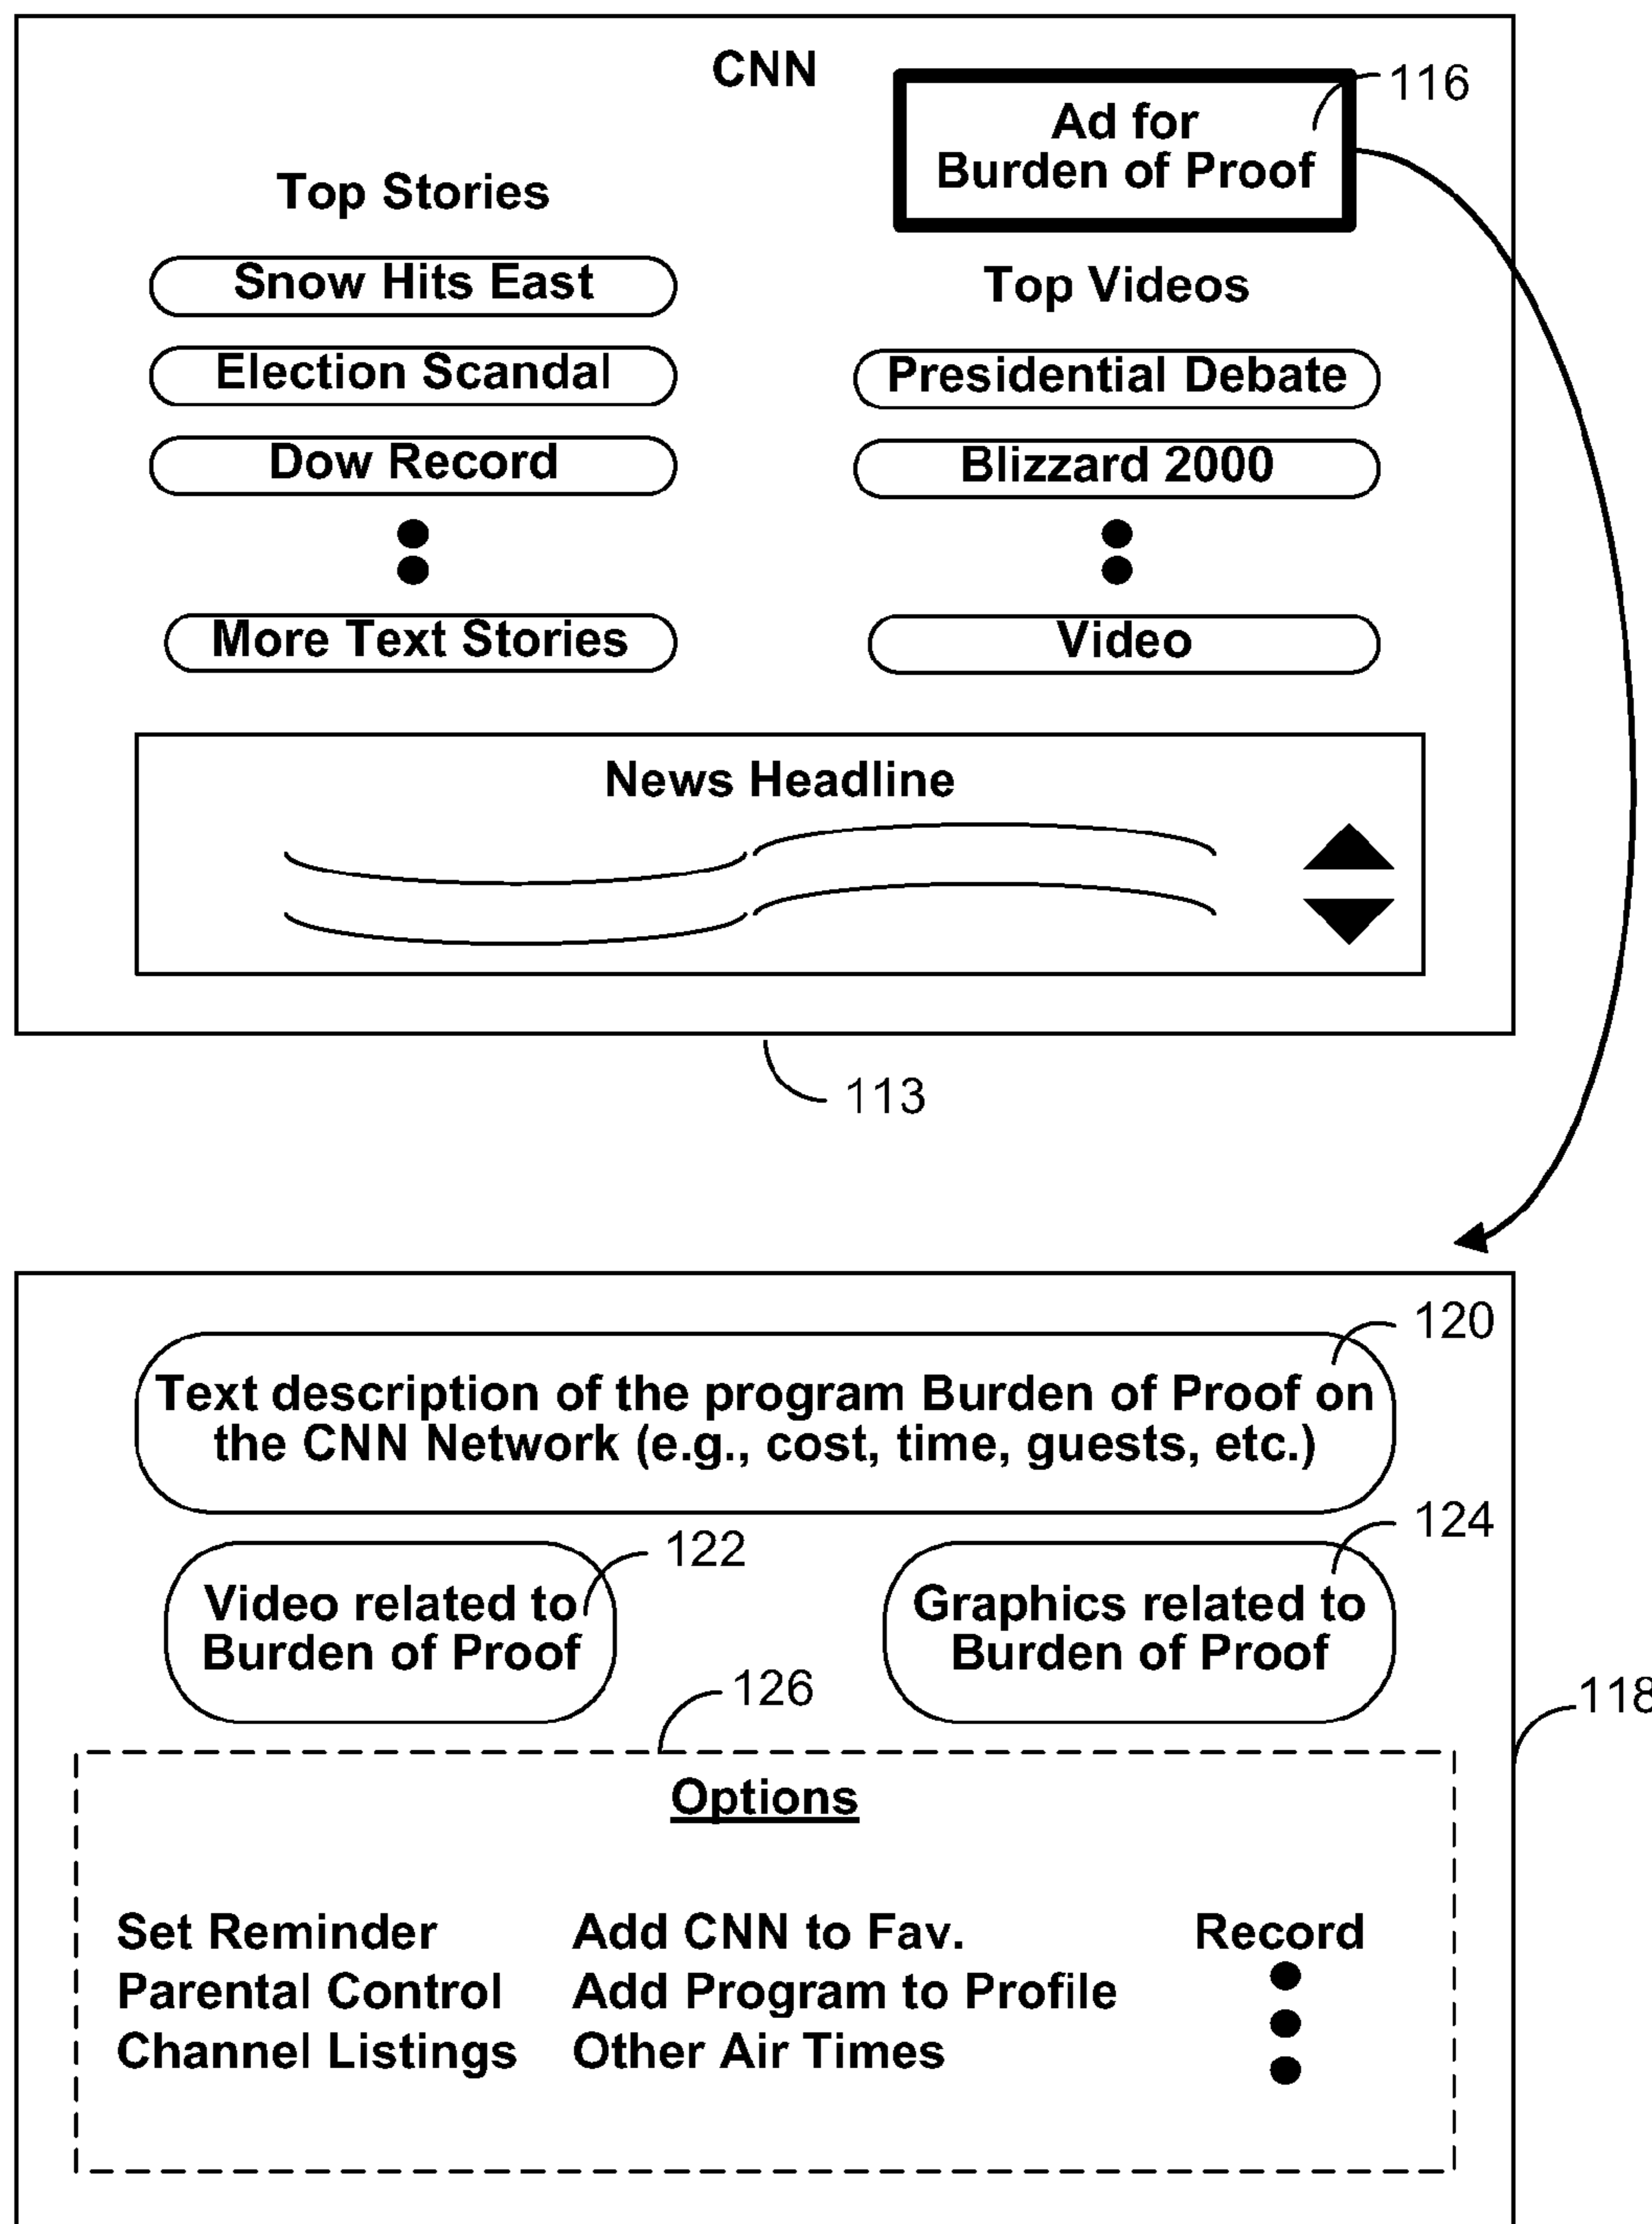 CNN
116
Ad for
Burden of Proof
Top Stories
Snow Hits East
Election Scandal
Dow Record
More Text Stories
Top Videos
Presidential Debate
Blizzard 2000
Video
News Headline
113
120
Text description of the program Burden of Proof on
the CNN Network (e.g., cost, time, guests, etc.)
122
Video related to
Burden of Proof
124
Graphics related to
Burden of Proof
126
118
Options
Set Reminder
Parental Control
Channel Listings
Add CNN to Fav.
Add Program to Profile
Other Air Times
Record